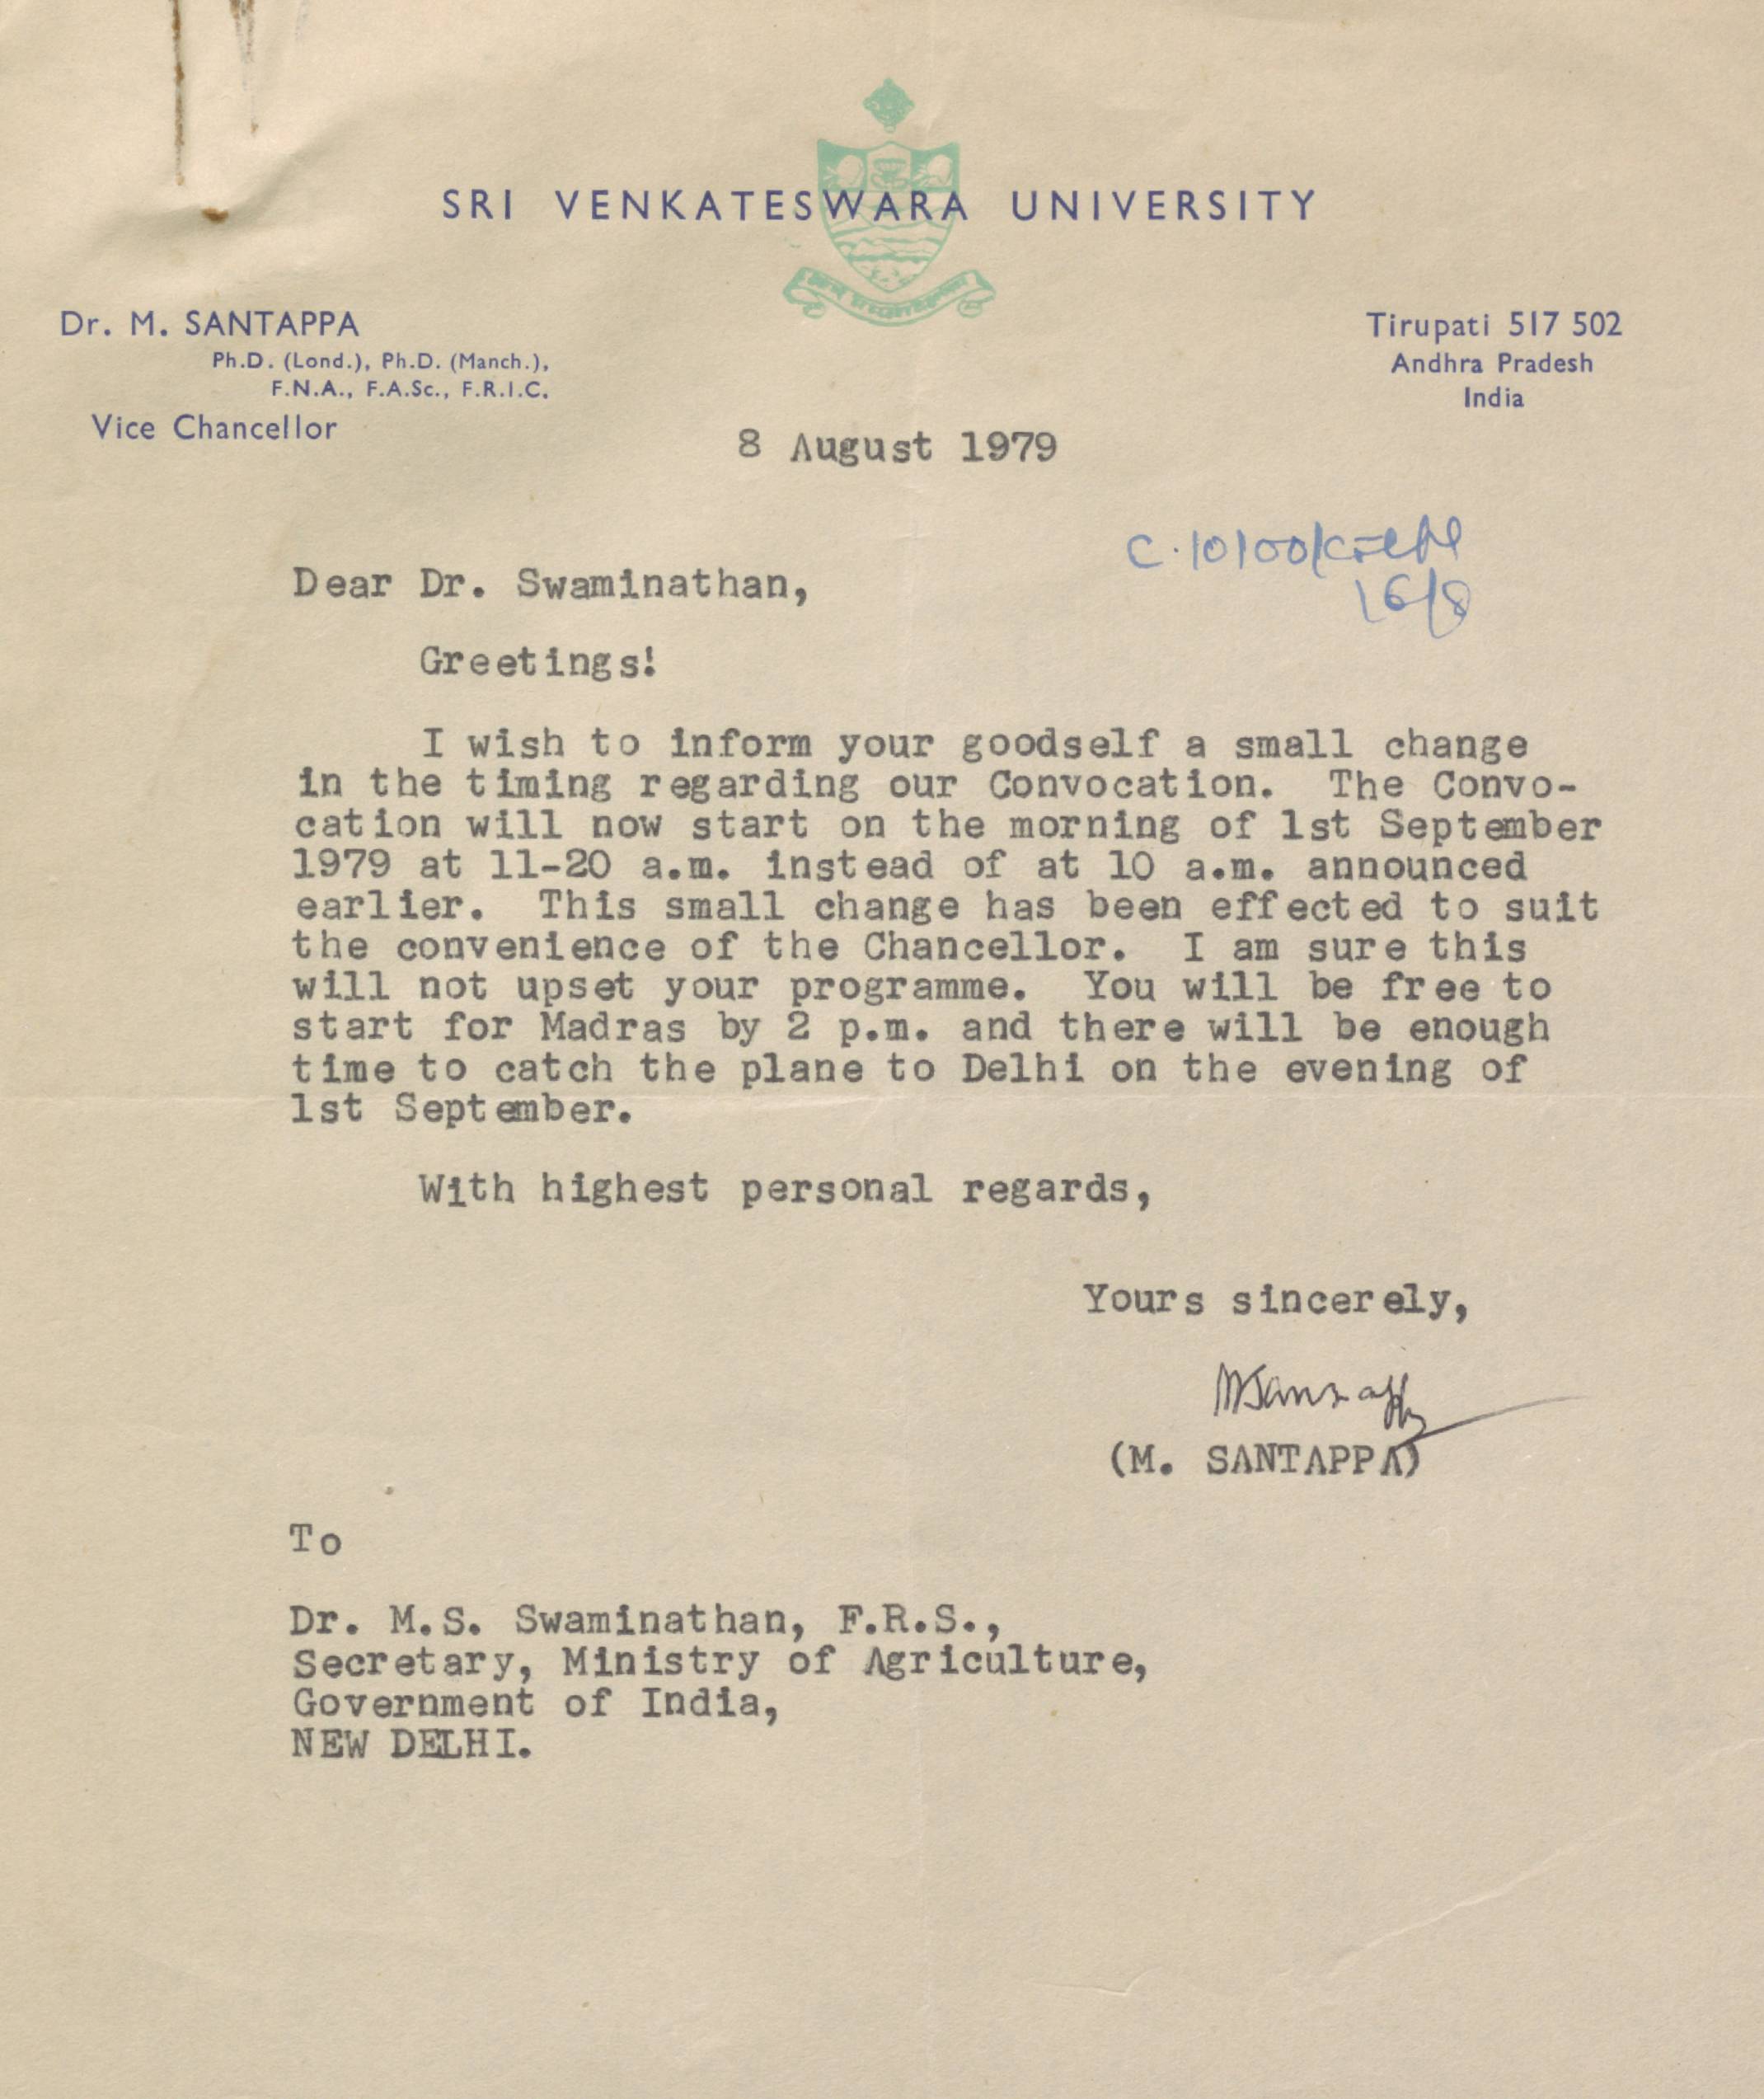 SRI VENKATESWARA UNIVERSITY
Dr. M. SANTAPPA
Ph.D. (Lond.), Ph.D. (Manch.),
F.N.A., F.A.Sc., F.R.I.C.
Vice Chancellor
Tirupati 517 502
Andhra Pradesh
India
8 August 1979
16/8
Dear Dr. Swaminathan,
Greetings!
I wish to inform your goodself a small change
in the timing regarding our Convocation. The Convo-
cation will now start on the morning of 1st September
1979 at 11-20 a.m. instead of at 10 a.m. announced
earlier. This small change has been effected to suit
the convenience of the Chancellor. I am sure this
will not upset your programme. You will be free to
start for Madras by 2 p.m. and there will be enough
time to catch the plane to Delhi on the evening of
1st September.
With highest personal regards,
Yours sincerely,
MSantappa
(M. SANTAPPA)
To
Dr. M.S. Swaminathan, F.R.S.,
Secretary, Ministry of Agriculture,
Government of India,
NEW DELHI.